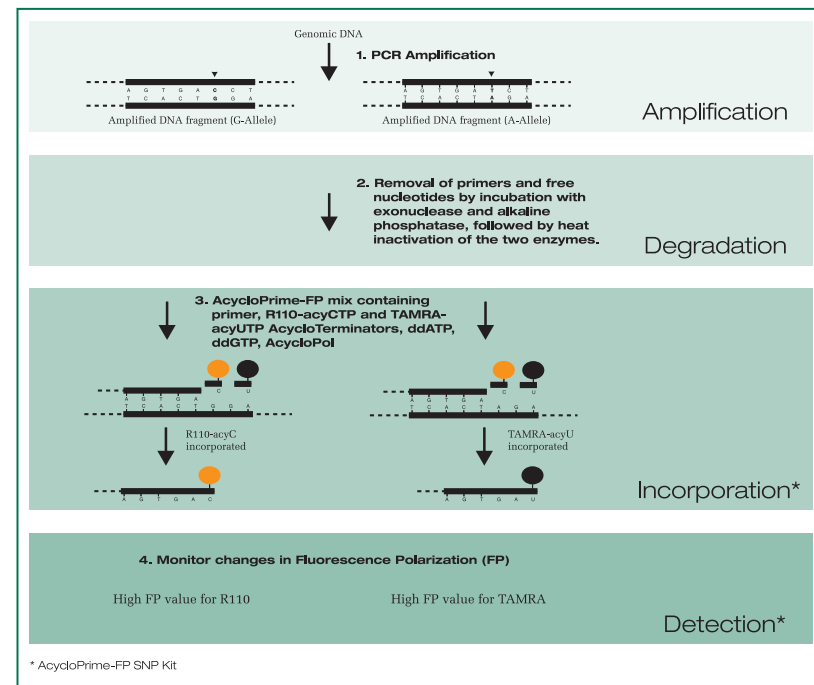 Genomic DNA
1. PCR Amplification
A G T G A C C T
T C A C T G G A
Amplified DNA fragment (G-Allele)
A G T G A T C T
T C A C T A G A
Amplified DNA fragment (A-Allele)
Amplification
2. Removal of primers and free
nucleotides by incubation with
exonuclease and alkaline
phosphatase, followed by heat
inactivation of the two enzymes.
Degradation
3. AcycloPrime-FP mix containing
primer, R110-acyCTP and TAMRA-
acyUTP AcycloTerminators, ddATP,
ddGTP, AcycloPol
C U
A G T G A
T C A C T G G A
R110-acyC
incorporated
A G T G A C
C U
A G T G A
T C A C T A G A
TAMRA-acyU
incorporated
A G T G A U
Incorporation*
4. Monitor changes in Fluorescence Polarization (FP)
High FP value for R110
High FP value for TAMRA
Detection*
* AcycloPrime-FP SNP Kit